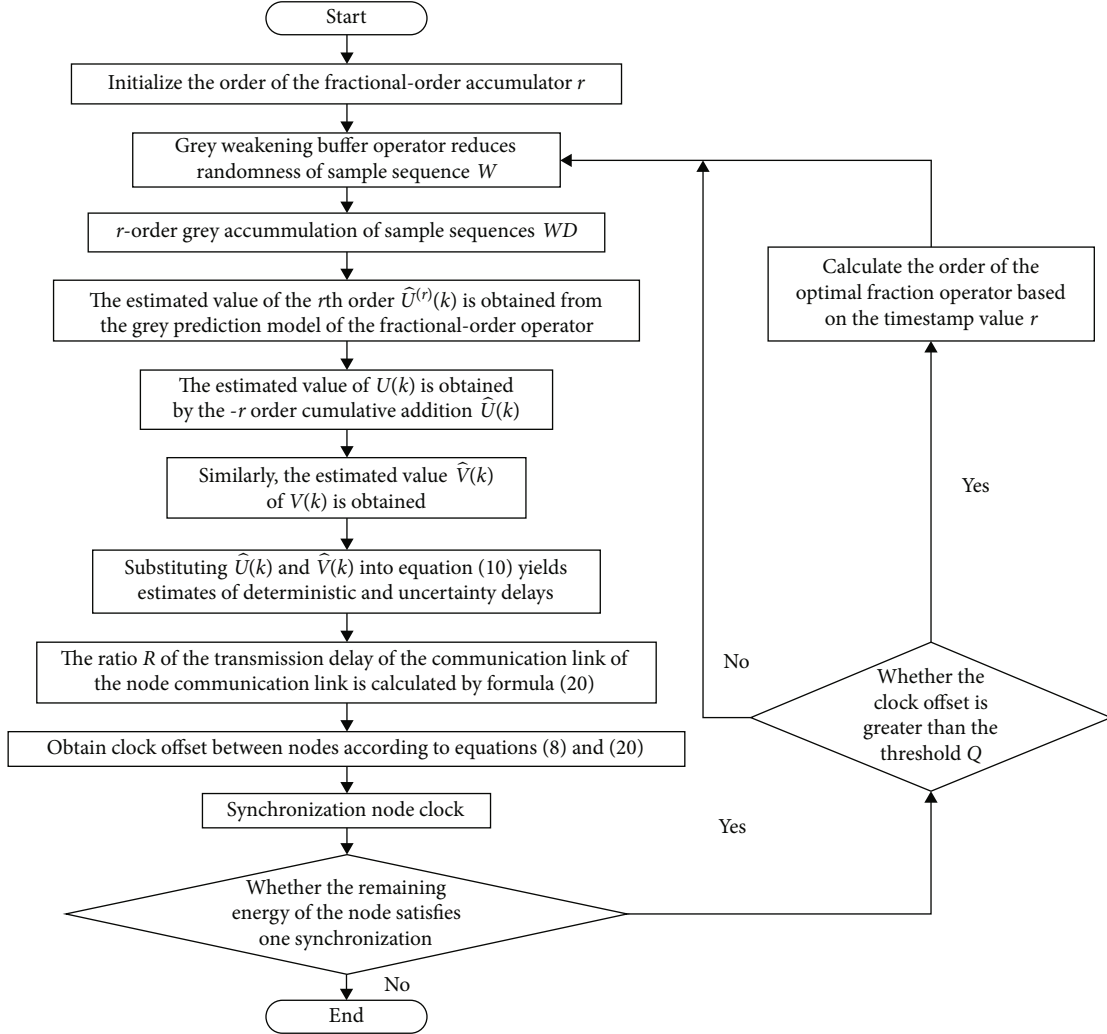 Start
Initialize the order of the fractional-order accumulator r
Grey weakening buffer operator reduces
randomness of sample sequence W
r-order grey accummulation of sample sequences WD
The estimated value of the rth order Û⁽ʳ⁾(k) is obtained from
the grey prediction model of the fractional-order operator
The estimated value of U(k) is obtained
by the -r order cumulative addition Û(k)
Similarly, the estimated value V̂(k)
of V(k) is obtained
Substituting Û(k) and V̂(k) into equation (10) yields
estimates of deterministic and uncertainty delays
The ratio R of the transmission delay of the communication link of
the node communication link is calculated by formula (20)
Obtain clock offset between nodes according to equations (8) and (20)
Synchronization node clock
Whether the remaining
energy of the node satisfies
one synchronization
No
End
Yes
Whether the
clock offset is
greater than the
threshold Q
No
Yes
Calculate the order of the
optimal fraction operator based
on the timestamp value r